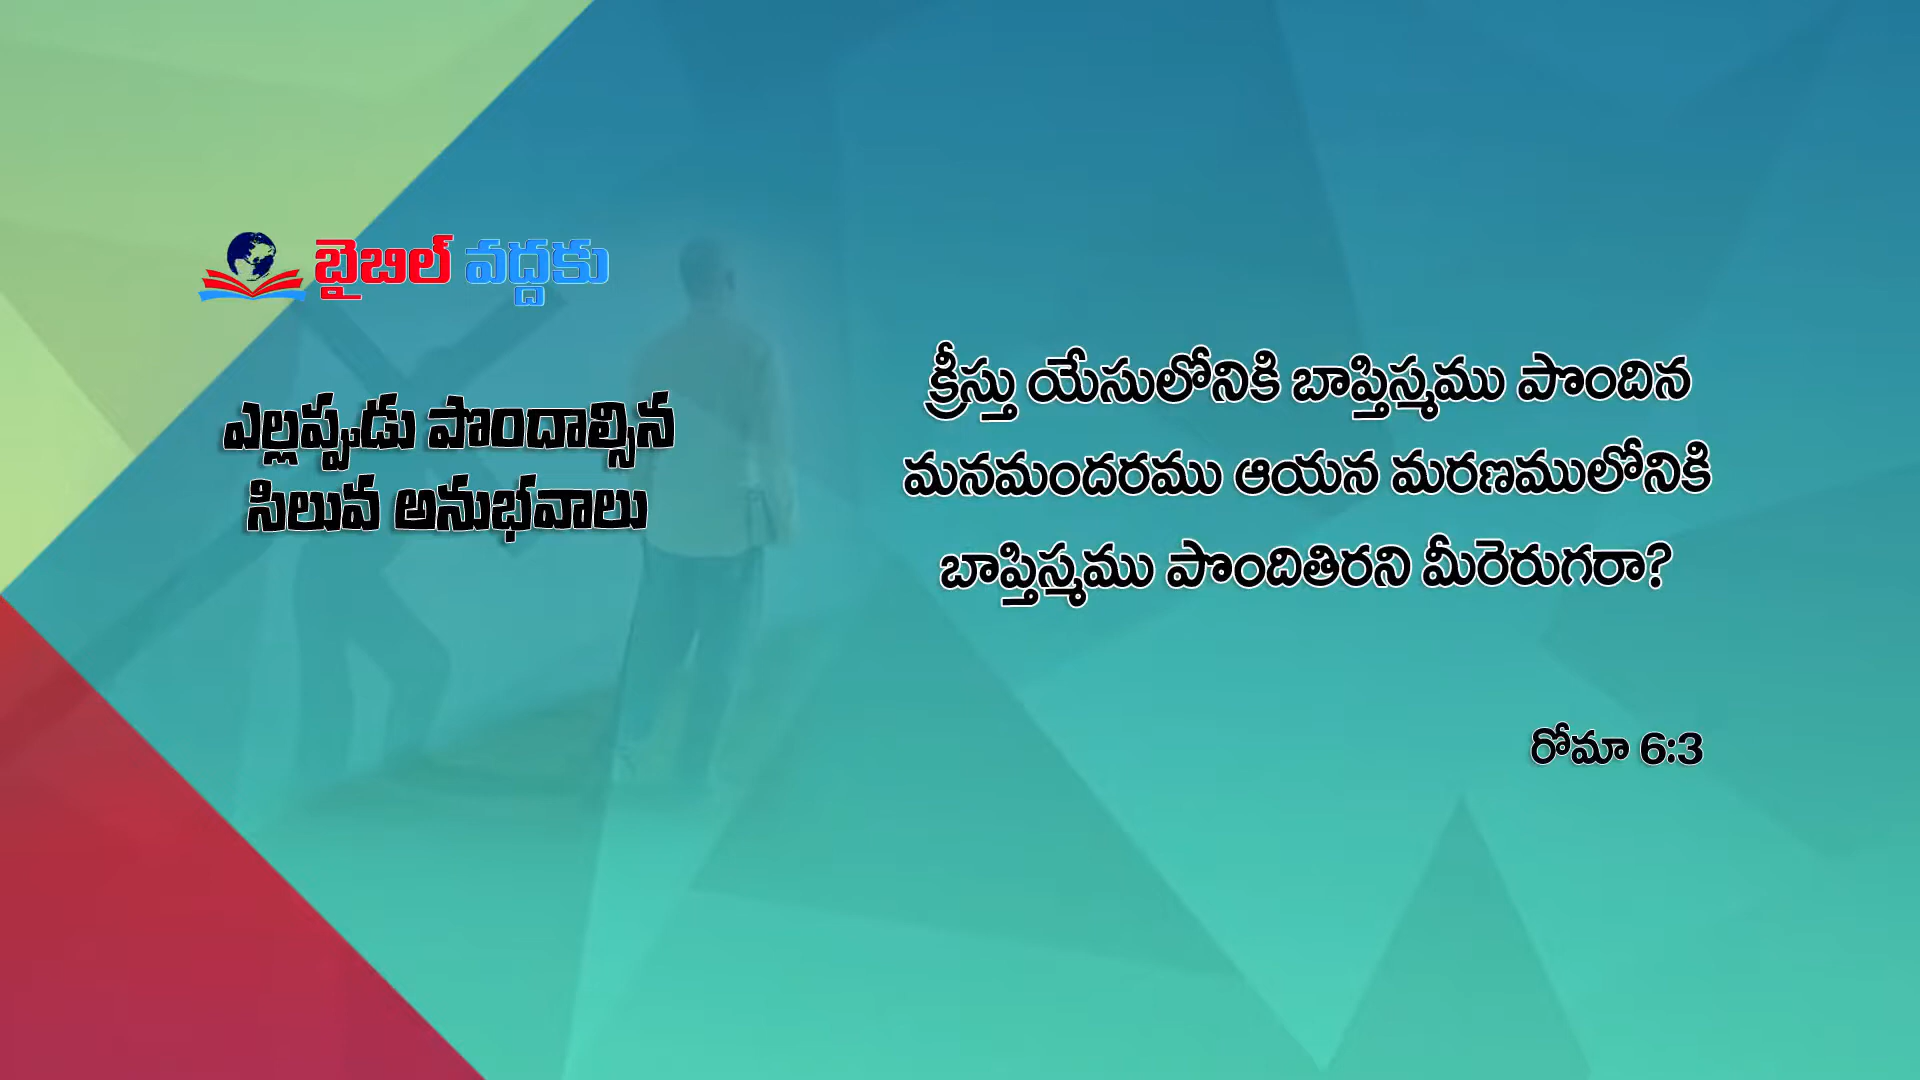 బైబిల్ వద్దకు
ఎల్లప్పుడు పొందాల్సిన
సిలువ అనుభవాలు
క్రీస్తు యేసులోనికి బాప్తిస్మము పొందిన
మనమందరము ఆయన మరణములోనికి
బాప్తిస్మము పొందితిరని మీరెరుగరా?
రోమా 6:3